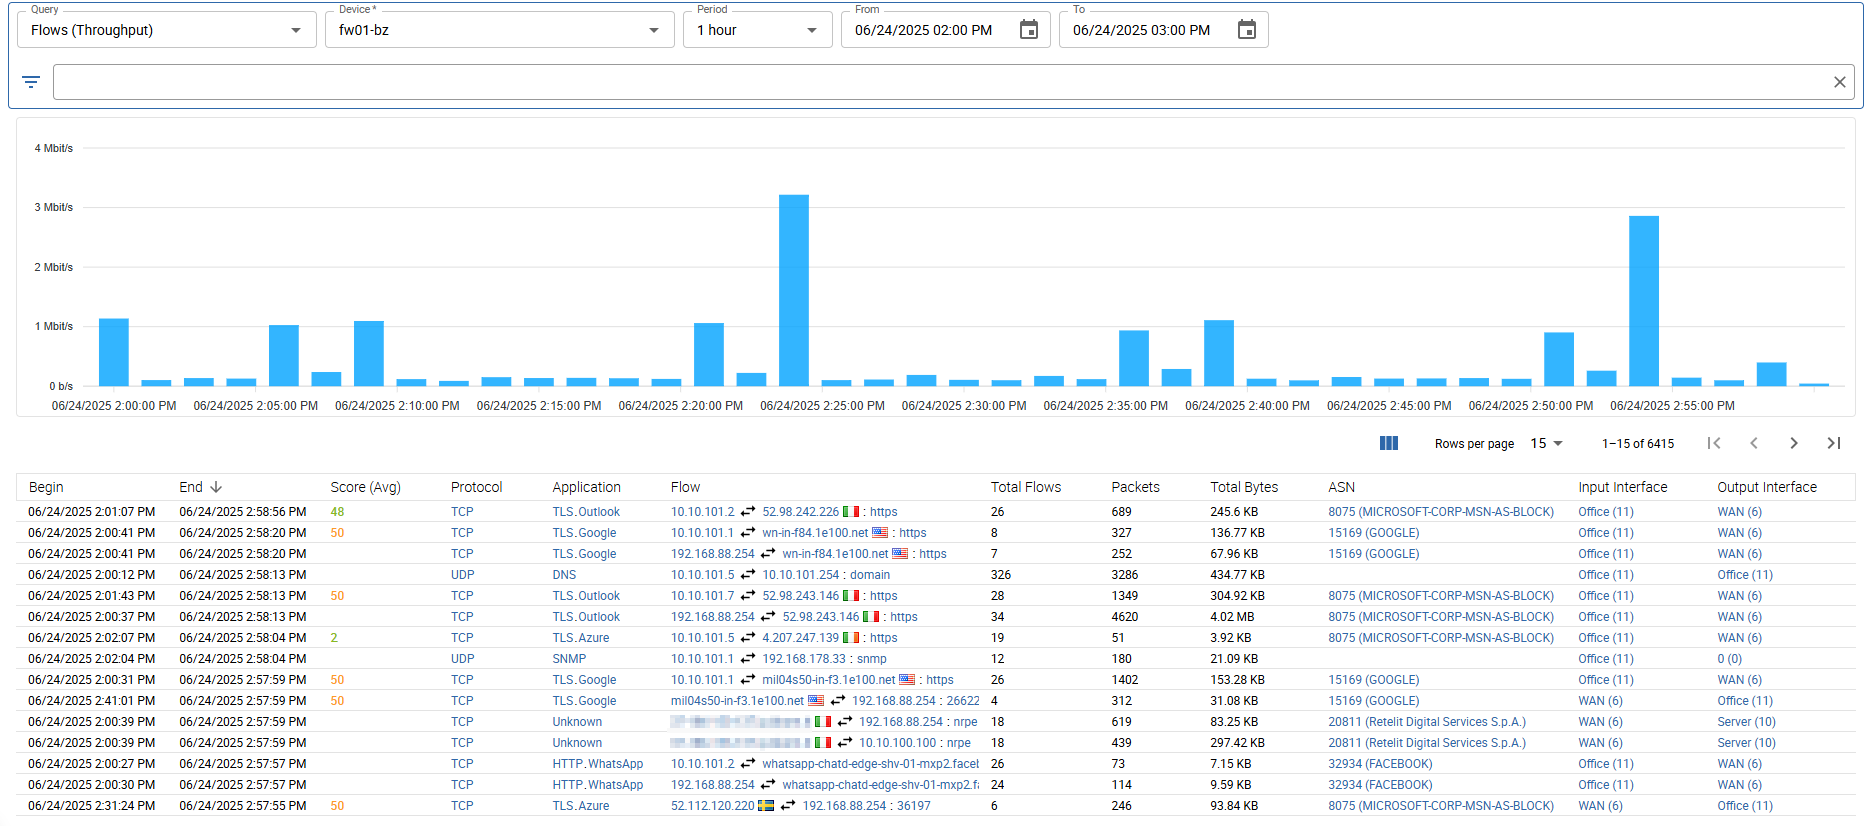 Query Device * Period From To
Flows (Throughput) fw01-bz 1 hour 06/24/2025 02:00 PM 06/24/2025 03:00 PM
4 Mbit/s
3 Mbit/s
2 Mbit/s
1 Mbit/s
0 b/s
06/24/2025 2:00:00 PM 06/24/2025 2:05:00 PM 06/24/2025 2:10:00 PM 06/24/2025 2:15:00 PM 06/24/2025 2:20:00 PM 06/24/2025 2:25:00 PM 06/24/2025 2:30:00 PM 06/24/2025 2:35:00 PM 06/24/2025 2:40:00 PM 06/24/2025 2:45:00 PM 06/24/2025 2:50:00 PM 06/24/2025 2:55:00 PM
Rows per page 15 1–15 of 6415
Begin End Score (Avg) Protocol Application Flow Total Flows Packets Total Bytes ASN Input Interface Output Interface
06/24/2025 2:01:07 PM 06/24/2025 2:58:56 PM 48 TCP TLS.Outlook 10.10.101.2 52.98.242.226 : https 26 689 245.6 KB 8075 (MICROSOFT-CORP-MSN-AS-BLOCK) Office (11) WAN (6)
06/24/2025 2:00:41 PM 06/24/2025 2:58:20 PM 50 TCP TLS.Google 10.10.101.1 wn-in-f84.1e100.net : https 8 327 136.77 KB 15169 (GOOGLE) Office (11) WAN (6)
06/24/2025 2:00:41 PM 06/24/2025 2:58:20 PM TCP TLS.Google 192.168.88.254 wn-in-f84.1e100.net : https 7 252 67.96 KB 15169 (GOOGLE) Office (11) WAN (6)
06/24/2025 2:00:12 PM 06/24/2025 2:58:13 PM UDP DNS 10.10.101.5 10.10.101.254 : domain 326 3286 434.77 KB Office (11) Office (11)
06/24/2025 2:01:43 PM 06/24/2025 2:58:13 PM 50 TCP TLS.Outlook 10.10.101.7 52.98.243.146 : https 28 1349 304.92 KB 8075 (MICROSOFT-CORP-MSN-AS-BLOCK) Office (11) WAN (6)
06/24/2025 2:00:37 PM 06/24/2025 2:58:13 PM TCP TLS.Outlook 192.168.88.254 52.98.243.146 : https 34 4620 4.02 MB 8075 (MICROSOFT-CORP-MSN-AS-BLOCK) Office (11) WAN (6)
06/24/2025 2:02:07 PM 06/24/2025 2:58:04 PM 2 TCP TLS.Azure 10.10.101.5 4.207.247.139 : https 19 51 3.92 KB 8075 (MICROSOFT-CORP-MSN-AS-BLOCK) Office (11) WAN (6)
06/24/2025 2:02:04 PM 06/24/2025 2:58:04 PM UDP SNMP 10.10.101.1 192.168.178.33 : snmp 12 180 21.09 KB Office (11) 0 (0)
06/24/2025 2:00:31 PM 06/24/2025 2:57:59 PM 50 TCP TLS.Google 10.10.101.1 mil04s50-in-f3.1e100.net : https 26 1402 153.28 KB 15169 (GOOGLE) Office (11) WAN (6)
06/24/2025 2:41:01 PM 06/24/2025 2:57:59 PM 50 TCP TLS.Google mil04s50-in-f3.1e100.net 192.168.88.254 : 26622 4 312 31.08 KB 15169 (GOOGLE) WAN (6) Office (11)
06/24/2025 2:00:39 PM 06/24/2025 2:57:59 PM TCP Unknown 192.168.88.254 : nrpe 18 619 83.25 KB 20811 (Retelit Digital Services S.p.A.) WAN (6) Server (10)
06/24/2025 2:00:39 PM 06/24/2025 2:57:59 PM TCP Unknown 10.10.100.100 : nrpe 18 439 297.42 KB 20811 (Retelit Digital Services S.p.A.) WAN (6) Server (10)
06/24/2025 2:00:27 PM 06/24/2025 2:57:57 PM TCP HTTP.WhatsApp 10.10.101.2 whatsapp-chatd-edge-shv-01-mxp2.facel 26 73 7.15 KB 32934 (FACEBOOK) Office (11) WAN (6)
06/24/2025 2:00:30 PM 06/24/2025 2:57:57 PM TCP HTTP.WhatsApp 192.168.88.254 whatsapp-chatd-edge-shv-01-mxp2.f 24 114 9.59 KB 32934 (FACEBOOK) Office (11) WAN (6)
06/24/2025 2:31:24 PM 06/24/2025 2:57:55 PM 50 TCP TLS.Azure 52.112.120.220 192.168.88.254 : 36197 6 246 93.84 KB 8075 (MICROSOFT-CORP-MSN-AS-BLOCK) WAN (6) Office (11)